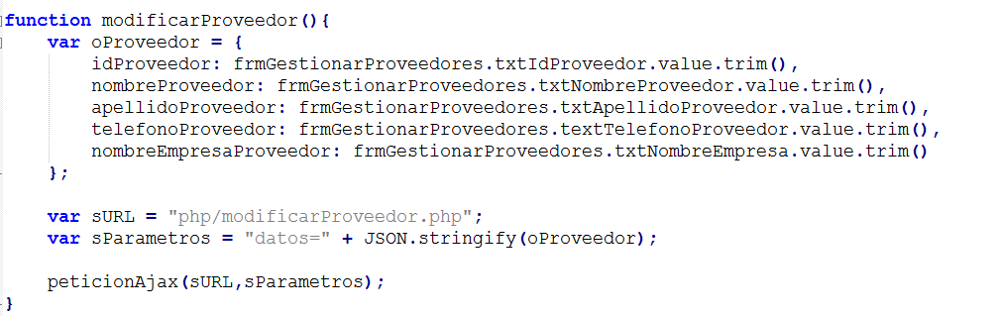 function modificarProveedor(){
    var oProveedor = {
        idProveedor: frmGestionarProveedores.txtIdProveedor.value.trim(),
        nombreProveedor: frmGestionarProveedores.txtNombreProveedor.value.trim(),
        apellidoProveedor: frmGestionarProveedores.txtApellidoProveedor.value.trim(),
        telefonoProveedor: frmGestionarProveedores.textTelefonoProveedor.value.trim(),
        nombreEmpresaProveedor: frmGestionarProveedores.txtNombreEmpresa.value.trim()
    };
    var sURL = "php/modificarProveedor.php";
    var sParametros = "datos=" + JSON.stringify(oProveedor);
    peticionAjax(sURL,sParametros);
}